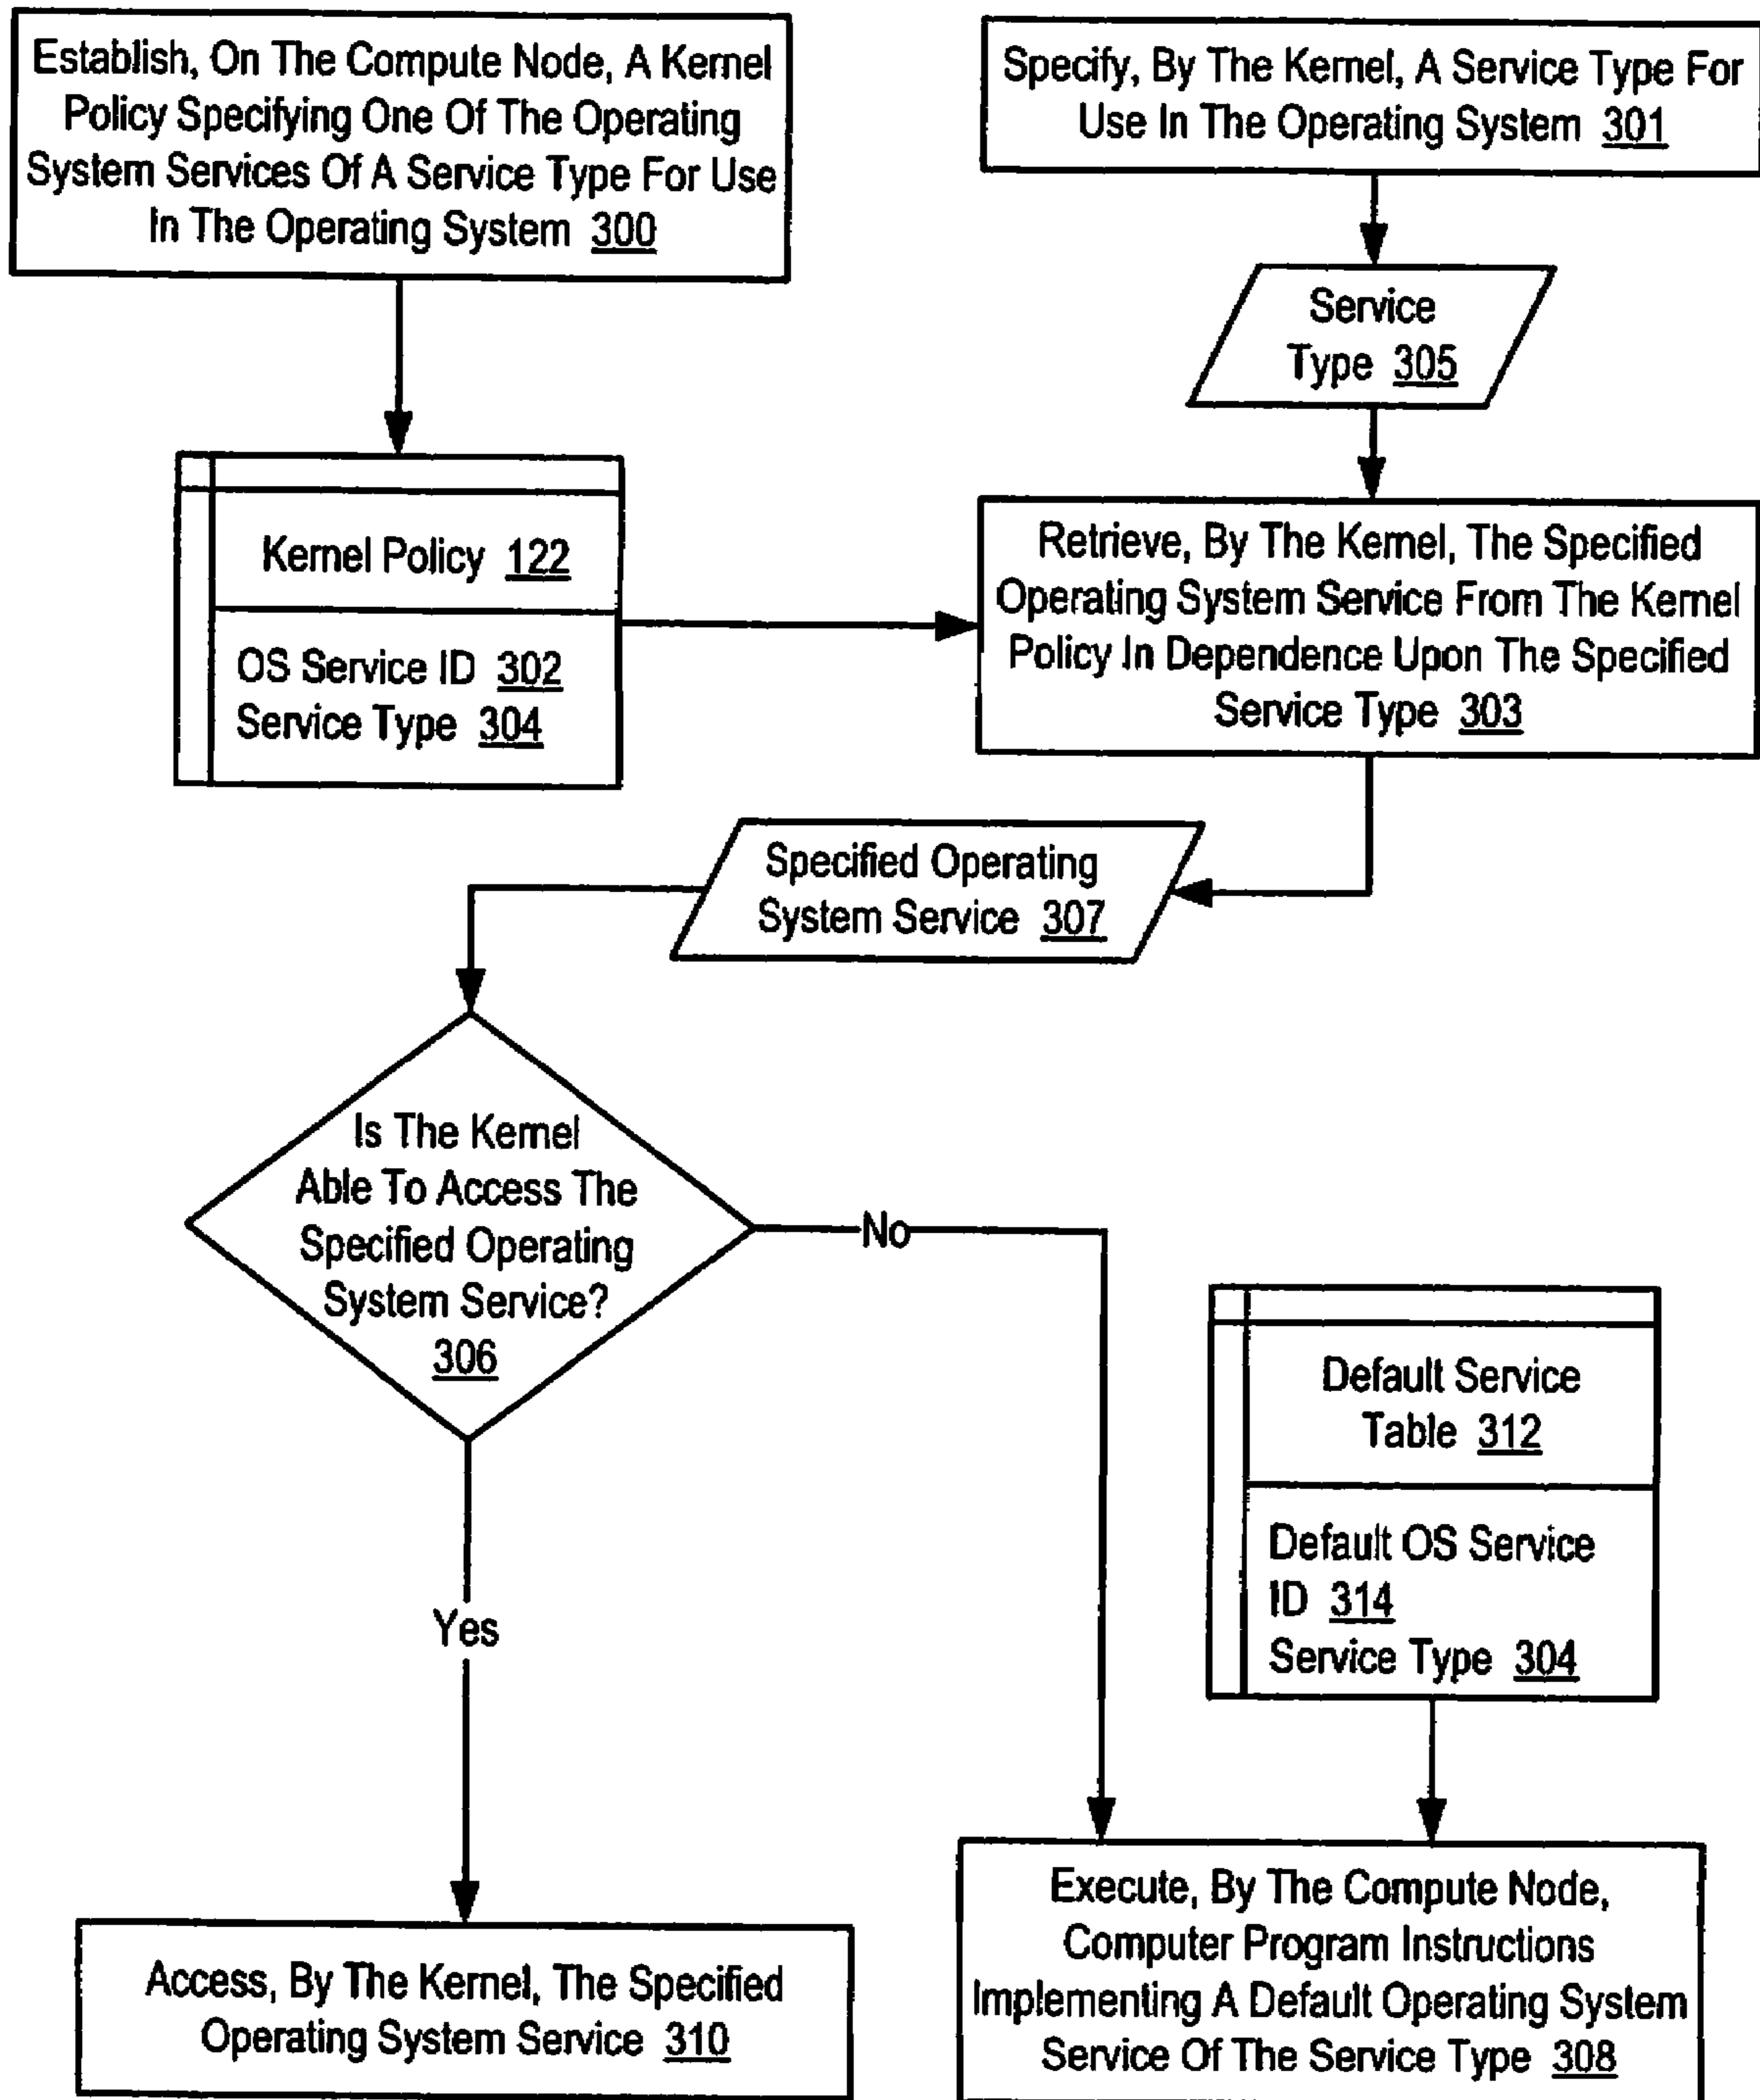 Establish, On The Compute Node, A Kernel
Policy Specifying One Of The Operating
System Services Of A Service Type For Use
In The Operating System 300
Specify, By The Kernel, A Service Type For
Use In The Operating System 301
Service
Type 305
Kernel Policy 122
OS Service ID 302
Service Type 304
Retrieve, By The Kernel, The Specified
Operating System Service From The Kernel
Policy In Dependence Upon The Specified
Service Type 303
Specified Operating
System Service 307
Is The Kernel
Able To Access The
Specified Operating
System Service?
306
No
Yes
Default Service
Table 312
Default OS Service
ID 314
Service Type 304
Access, By The Kernel, The Specified
Operating System Service 310
Execute, By The Compute Node,
Computer Program Instructions
Implementing A Default Operating System
Service Of The Service Type 308